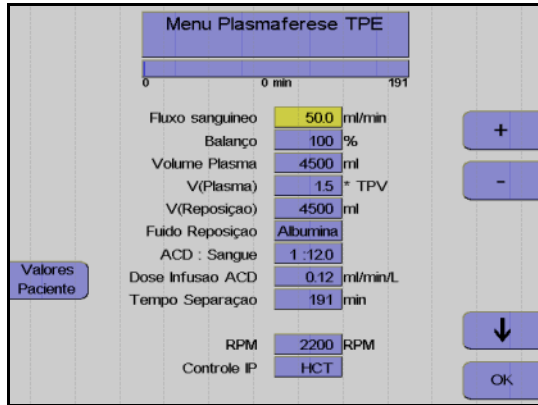 Menu Plasmaferese TPE
0 0 min 191
Fluxo sanguineo 50.0 ml/min
Balanço 100 %
Volume Plasma 4500 ml
V(Plasma) 1.5 * TPV
V(Reposiçao) 4500 ml
Fuido Reposiçao Albumina
ACD : Sangue 1 :12.0
Dose Infusao ACD 0.12 ml/min/L
Tempo Separaçao 191 min
RPM 2200 RPM
Controle IP HCT
Valores
Paciente
+
-
↓
OK